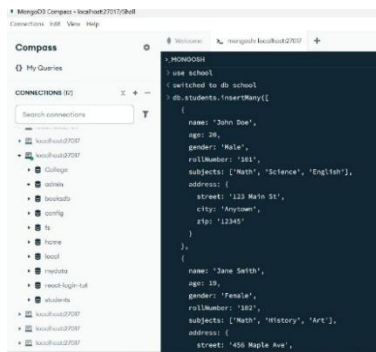 MongoDB Compass - localhost:27017/Shell
Connections Edit View Help
Compass
My Queries
CONNECTIONS (17)
Search connections
localhost:27017
localhost:27017
College
admin
booksdb
config
fs
home
local
mydata
react-login-tut
students
localhost:27017
localhost:27017
Welcome
mongosh: localhost:27017
+
>_MONGOSH
> use school
< switched to db school
> db.students.insertMany([
{
name: 'John Doe',
age: 20,
gender: 'Male',
rollNumber: '101',
subjects: ['Math', 'Science', 'English'],
address: {
street: '123 Main St',
city: 'Anytown',
zip: '12345'
}
},
{
name: 'Jane Smith',
age: 19,
gender: 'Female',
rollNumber: '102',
subjects: ['Math', 'History', 'Art'],
address: {
street: '456 Maple Ave',